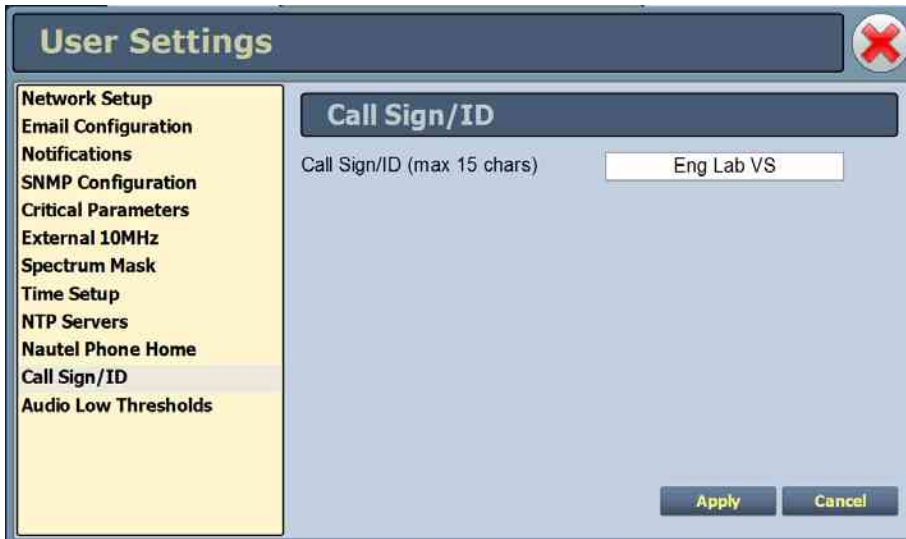 User Settings
Network Setup
Email Configuration
Notifications
SNMP Configuration
Critical Parameters
External 10MHz
Spectrum Mask
Time Setup
NTP Servers
Nautel Phone Home
Call Sign/ID
Audio Low Thresholds
Call Sign/ID
Call Sign/ID (max 15 chars) Eng Lab VS
Apply Cancel